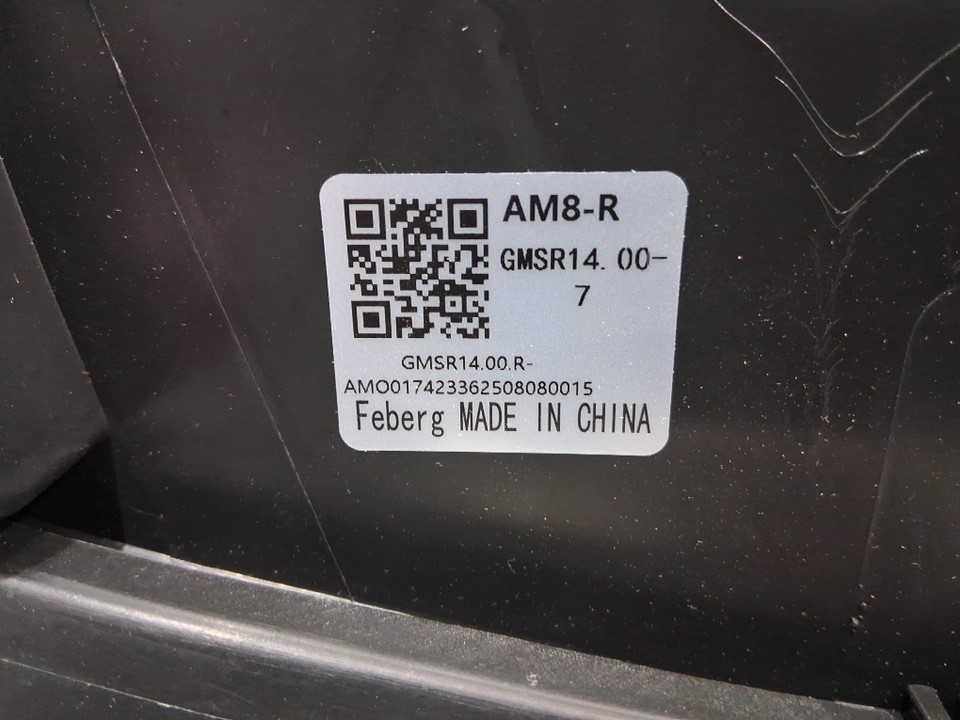 AM8-R
GMSR14. 00-
7
GMSR14.00.R-
AMO017423362508080015
Feberg MADE IN CHINA